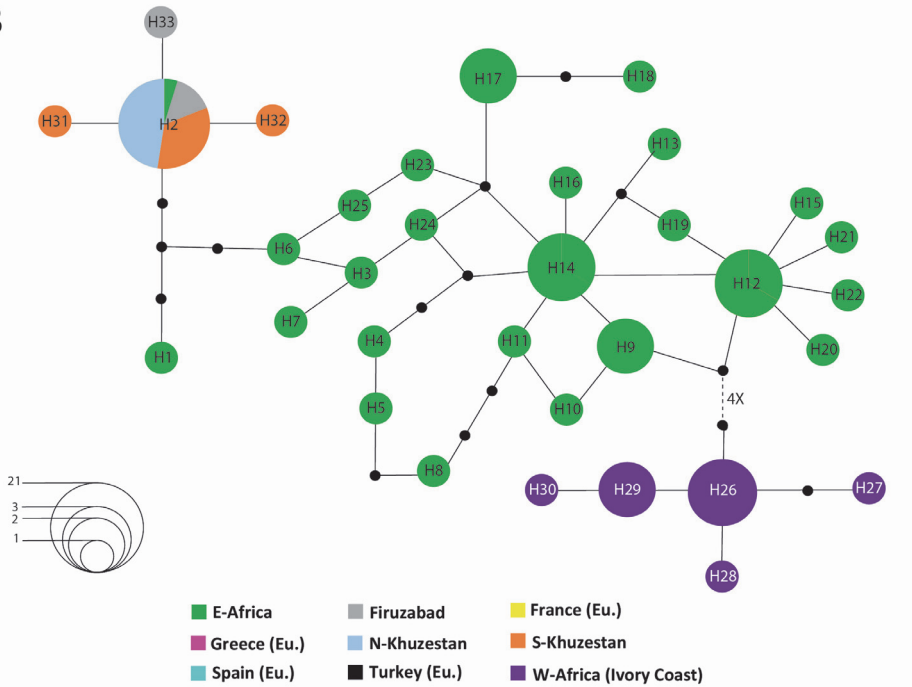 H33
H17
H18
H31
H2
H32
H13
H23
H16
H25
H15
H24
H19
H21
H6
H14
H3
H12
H22
H7
H4
H11
H9
H20
H1
4X
H5
H10
H8
21
H30
H29
H26
H27
3
2
1
H28
E-Africa
Firuzabad
France (Eu.)
Greece (Eu.)
N-Khuzestan
S-Khuzestan
Spain (Eu.)
Turkey (Eu.)
W-Africa (Ivory Coast)